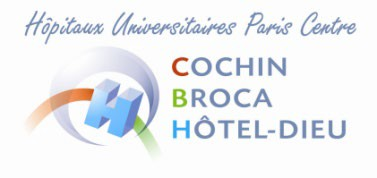 Hôpitaux Universitaires Paris Centre
COCHIN
BROCA
HÔTEL-DIEU